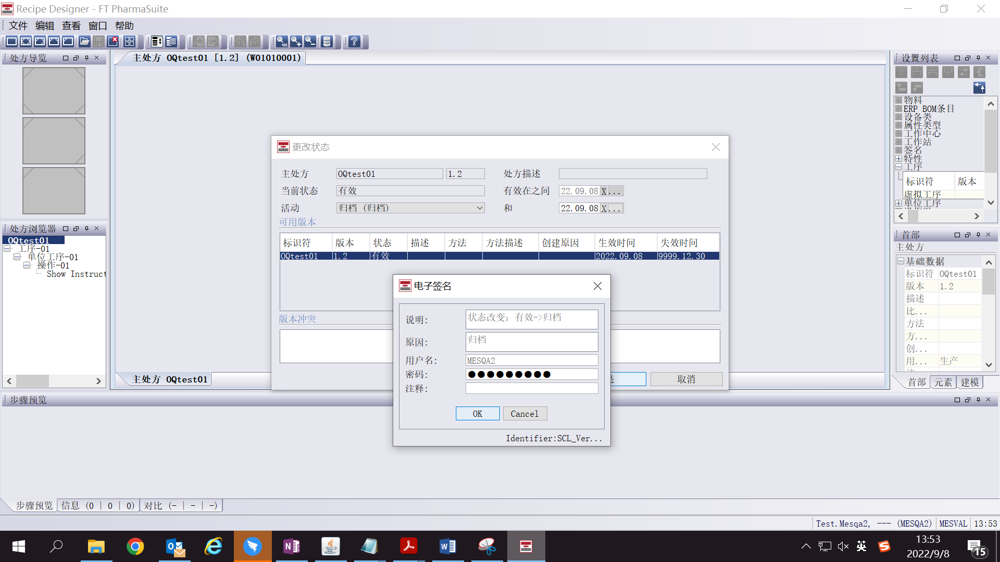 Recipe Designer - FT PharmaSuite
文件 编辑 查看 窗口 帮助
处方导览
主处方 OQtest01 [1.2] (W01010001)
设置列表
物料
ERP BOM条目
设备类
属性类型
工作中心
工作站
签名
特性
工序
标识符 版本
虚拟工序
单位工序
处方浏览器
OQtest01
工序-01
单位工序-01
操作-01
Show Instruct
更改状态
主处方 OQtest01 1.2 处方描述
当前状态 有效 有效在之间 22.09.08 X ...
活动 归档 (归档) 和 22.09.08 X ...
可用版本
标识符 版本 状态 描述 方法 方法描述 创建原因 生效时间 失效时间
OQtest01 1.2 有效 2022.09.08 9999.12.30
版本冲突
取消
电子签名
说明: 状态改变: 有效->归档
原因: 归档
用户名: MESQA2
密码: ●●●●●●●●●
注释:
OK Cancel
Identifier:SCL_Ver...
首部
主处方
基础数据
标识符 OQtest01
版本 1.2
描述
比...
方法
方...
创...
用... 生产
首部 元素 建模
主处方 OQtest01
步骤预览
步骤预览 信息 (0 | 0 | 0) 对比 (- | - | -)
Test.Mesqa2, --- (MESQA2) MESVAL 13:53
英
13:53
2022/9/8
15